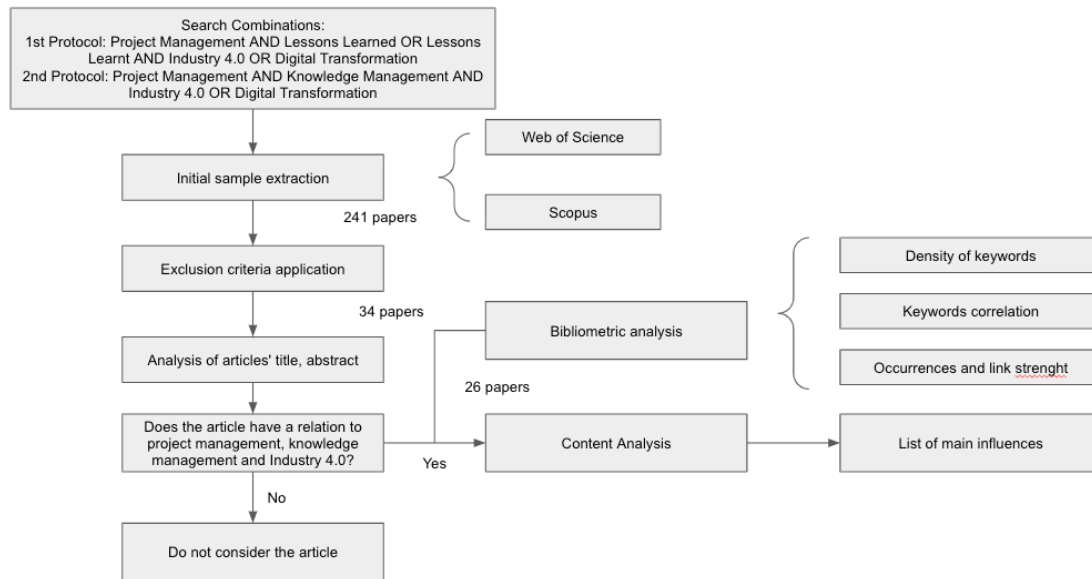 Search Combinations:
1st Protocol: Project Management AND Lessons Learned OR Lessons
Learnt AND Industry 4.0 OR Digital Transformation
2nd Protocol: Project Management AND Knowledge Management AND
Industry 4.0 OR Digital Transformation
Initial sample extraction
Web of Science
Scopus
241 papers
Exclusion criteria application
34 papers
Analysis of articles' title, abstract
Does the article have a relation to
project management, knowledge
management and Industry 4.0?
Yes
No
Do not consider the article
26 papers
Bibliometric analysis
Density of keywords
Keywords correlation
Occurrences and link strenght
Content Analysis
List of main influences